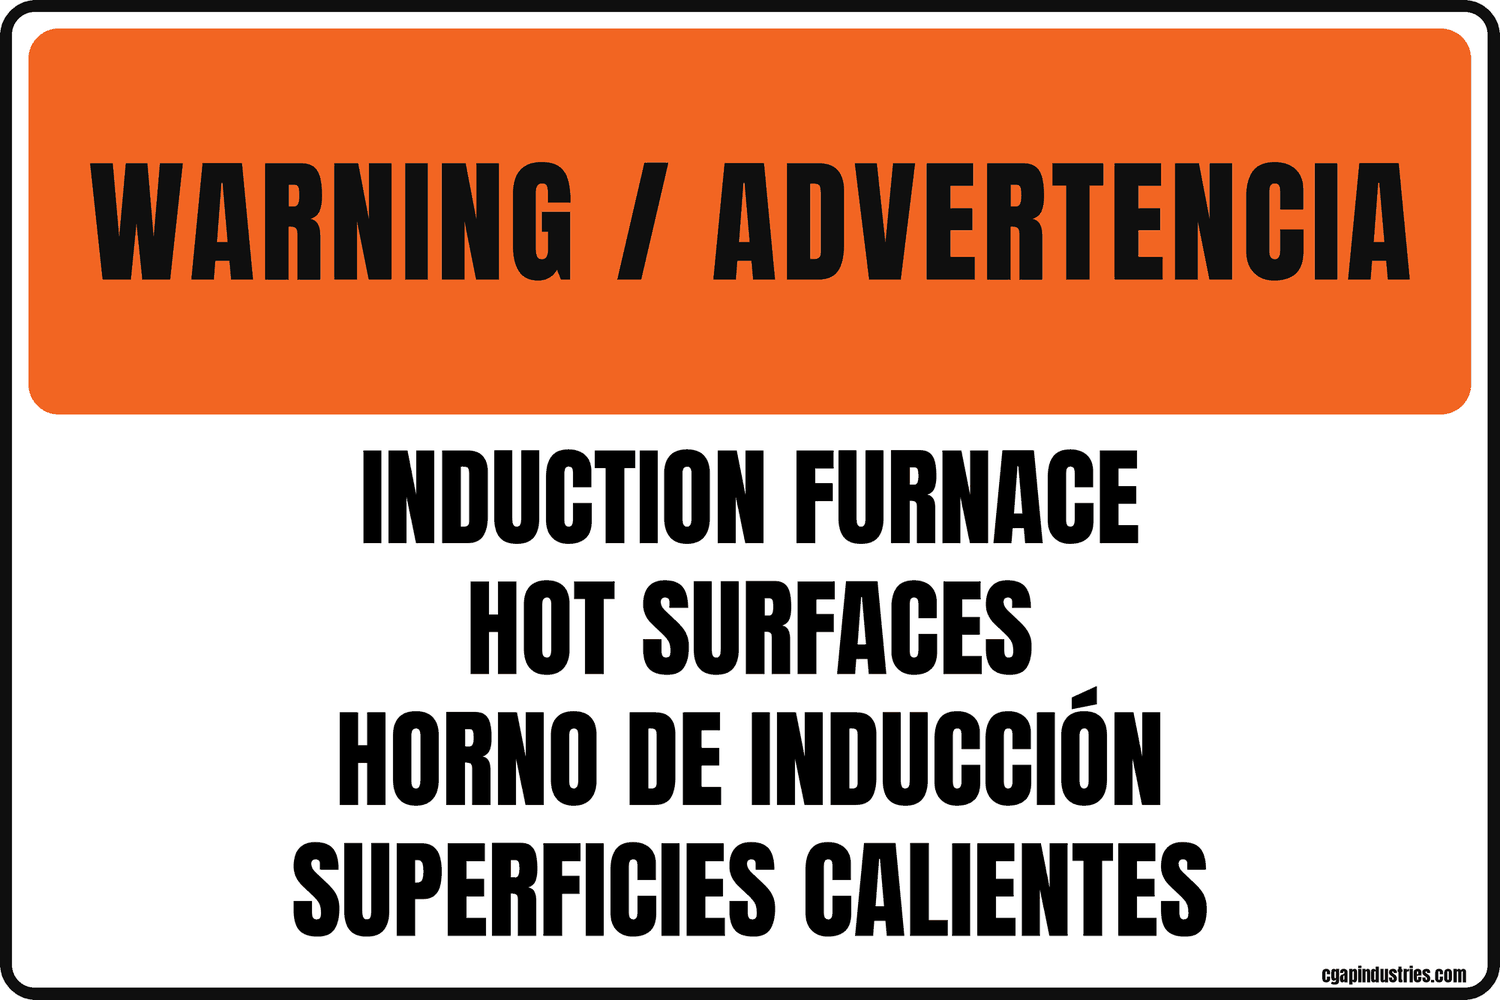 WARNING / ADVERTENCIA
INDUCTION FURNACE
HOT SURFACES
HORNO DE INDUCCIÓN
SUPERFICIES CALIENTES
cgapindustries.com